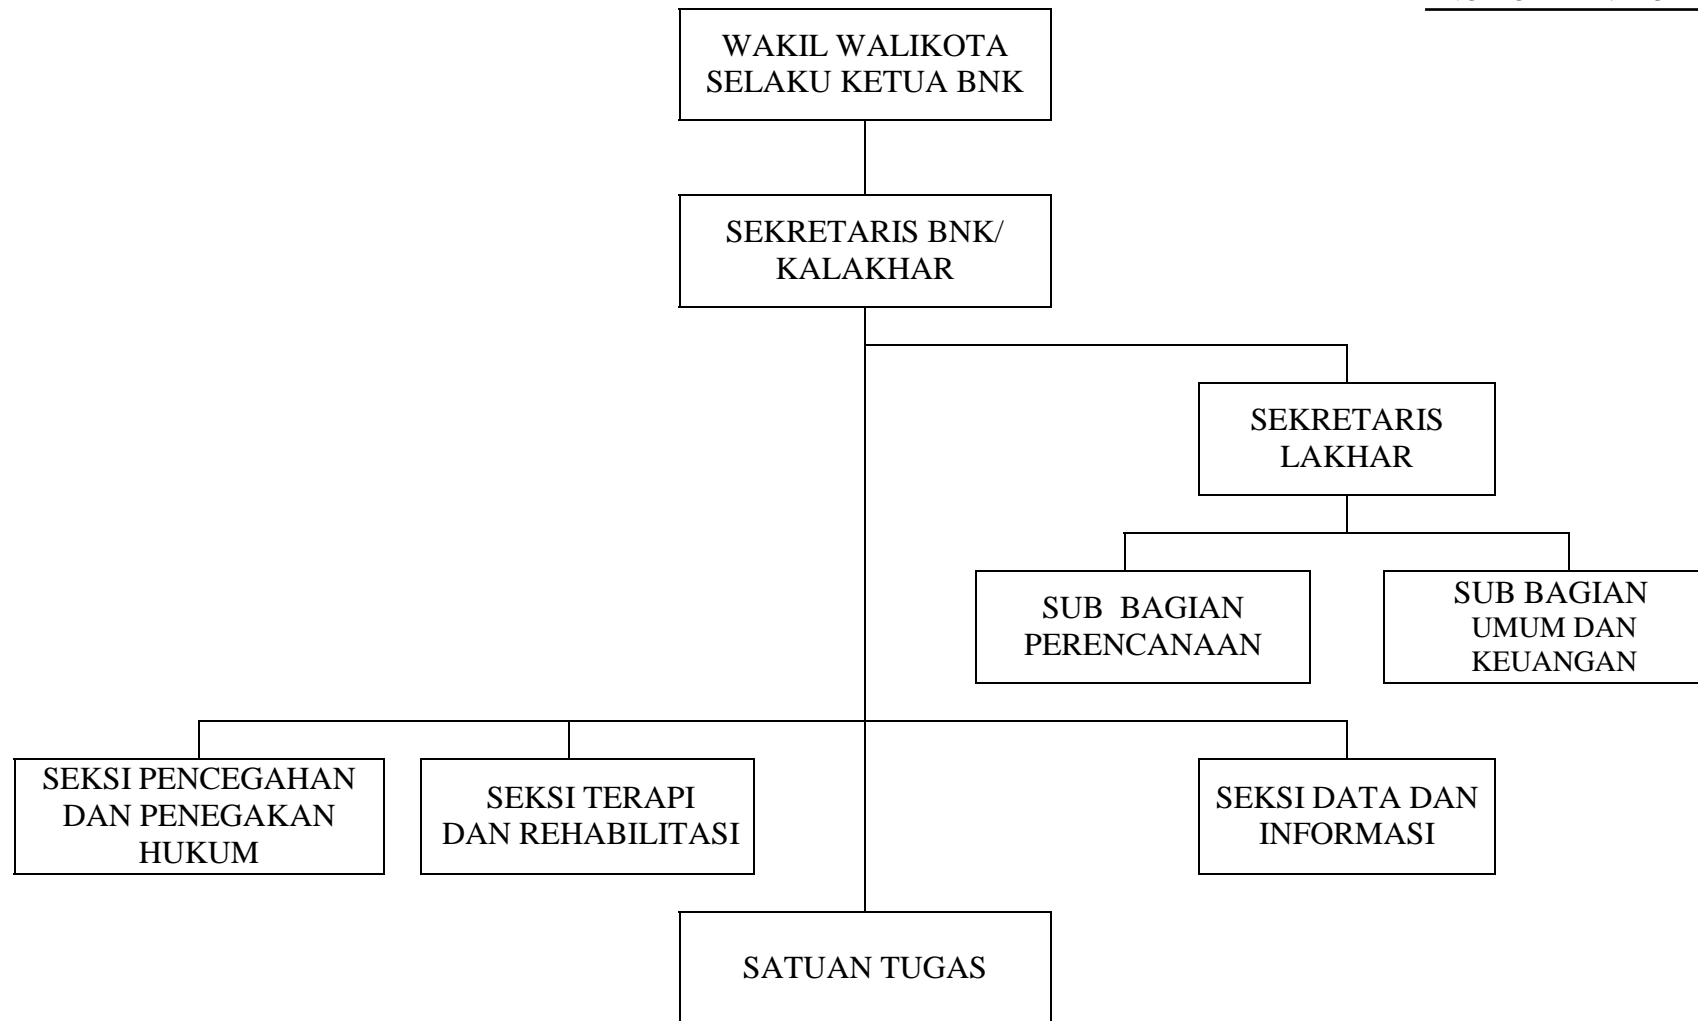 WAKIL WALIKOTA
SELAKU KETUA BNK
SEKRETARIS BNK/
KALAKHAR
SEKRETARIS
LAKHAR
SUB BAGIAN
PERENCANAAN
SUB BAGIAN
UMUM DAN
KEUANGAN
SEKSI PENCEGAHAN
DAN PENEGAKAN
HUKUM
SEKSI TERAPI
DAN REHABILITASI
SEKSI DATA DAN
INFORMASI
SATUAN TUGAS